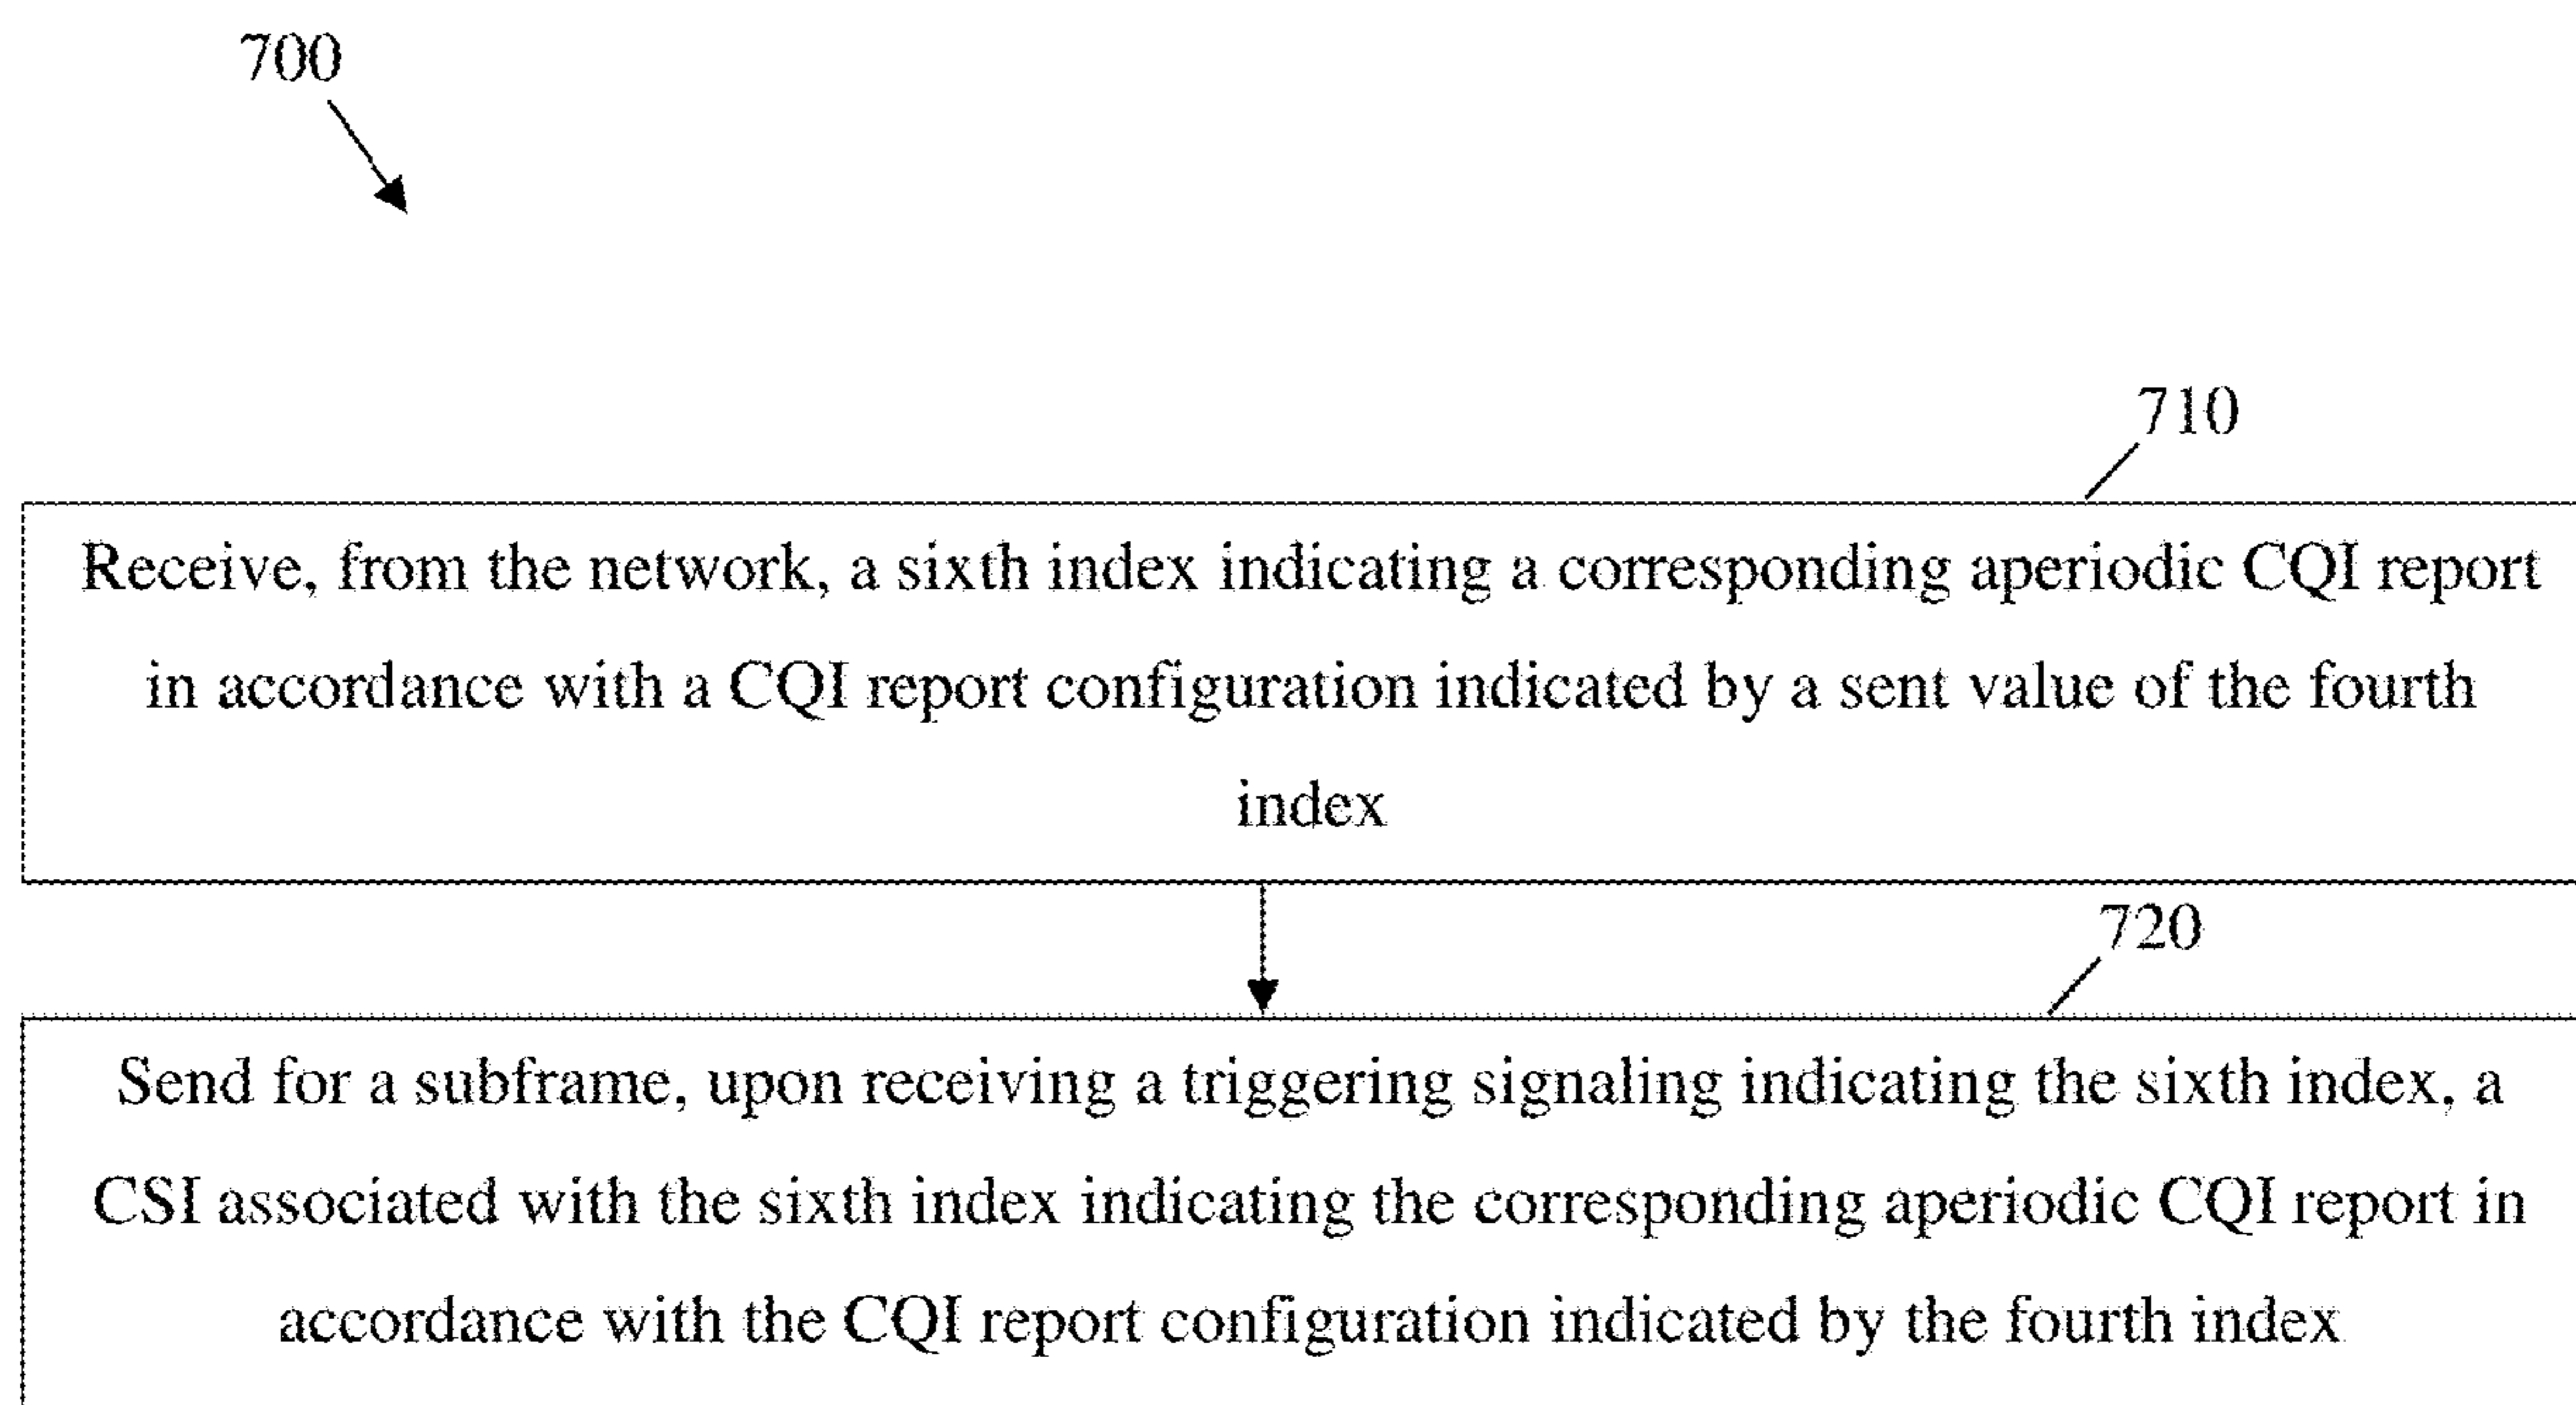 700
710
Receive, from the network, a sixth index indicating a corresponding aperiodic CQI report
in accordance with a CQI report configuration indicated by a sent value of the fourth
index
720
Send for a subframe, upon receiving a triggering signaling indicating the sixth index, a
CSI associated with the sixth index indicating the corresponding aperiodic CQI report in
accordance with the CQI report configuration indicated by the fourth index